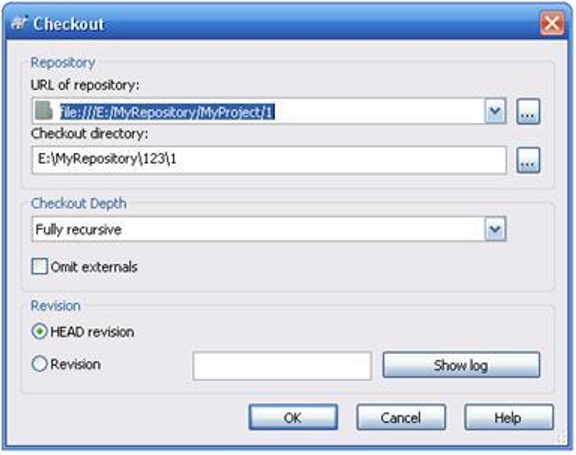 Checkout
Repository
URL of repository:
file:///E:/MyRepository/MyProject/1
...
Checkout directory:
E:\MyRepository\123\1
...
Checkout Depth
Fully recursive
Omit externals
Revision
HEAD revision
Revision
Show log
OK
Cancel
Help